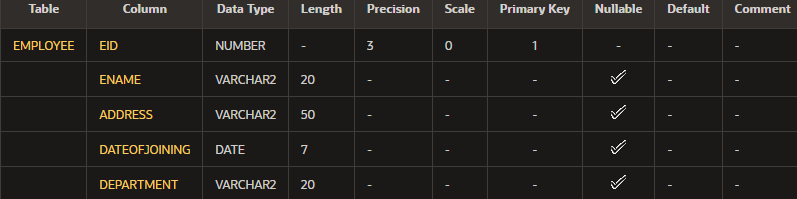 Table Column Data Type Length Precision Scale Primary Key Nullable Default Comment
EMPLOYEE EID NUMBER - 3 0 1 - - -
ENAME VARCHAR2 20 - - - ✓ - -
ADDRESS VARCHAR2 50 - - - ✓ - -
DATEOFJOINING DATE 7 - - - ✓ - -
DEPARTMENT VARCHAR2 20 - - - ✓ - -